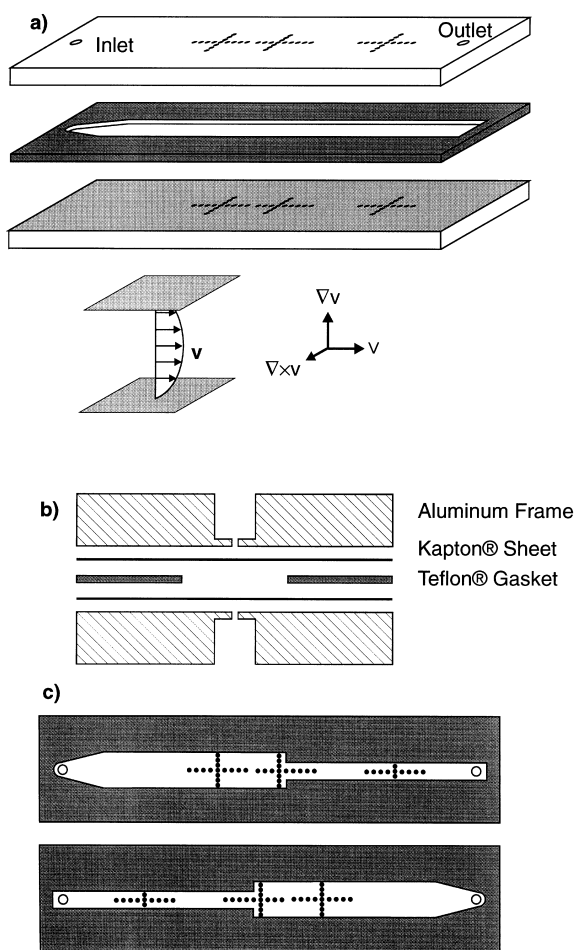 a)
Inlet
Outlet
∇v
v
v
∇×v
b)
Aluminum Frame
Kapton® Sheet
Teflon® Gasket
c)